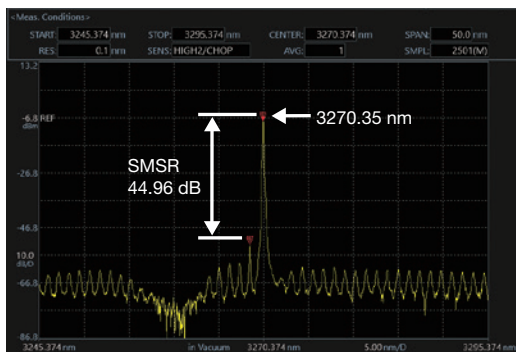 <Meas. Conditions>
START: 3245.374 nm STOP: 3295.374 nm CENTER: 3270.374 nm SPAN: 50.0 nm
RES: 0.1 nm SENS: HIGH2/CHOP AVG: 1 SMPL: 2501(M)
13.2
-6.8 REF
dBm
3270.35 nm
-26.8
SMSR
44.96 dB
-46.8
10.0
dB/D
-66.8
-86.8
3245.374 nm in Vacuum 3270.374 nm 5.00 nm/D 3295.374 nm